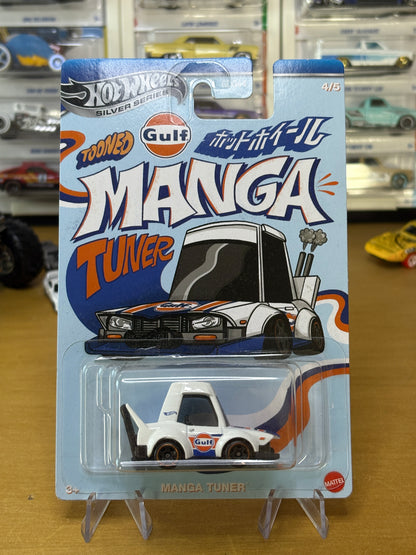 Hot Wheels
SILVER SERIES
4/5
TOONED
Gulf
ホットホイール
MANGA
TUNER
Gulf
Gulf
MATTEL
3+
MANGA TUNER